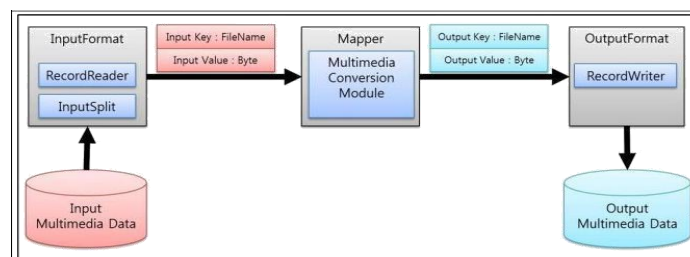 InputFormat
RecordReader
InputSplit
Input Key : FileName
Input Value : Byte
Mapper
Multimedia
Conversion
Module
Output Key : FileName
Output Value : Byte
OutputFormat
RecordWriter
Input
Multimedia Data
Output
Multimedia Data